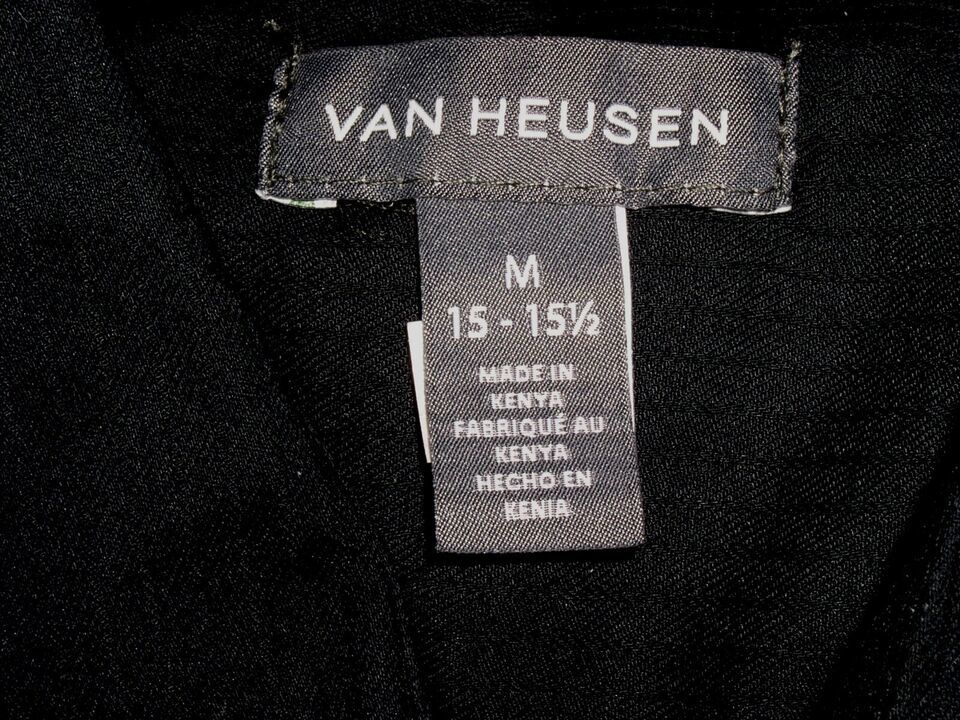 VAN HEUSEN
M
15 - 15½
MADE IN
KENYA
FABRIQUÉ AU
KENYA
HECHO EN
KENIA